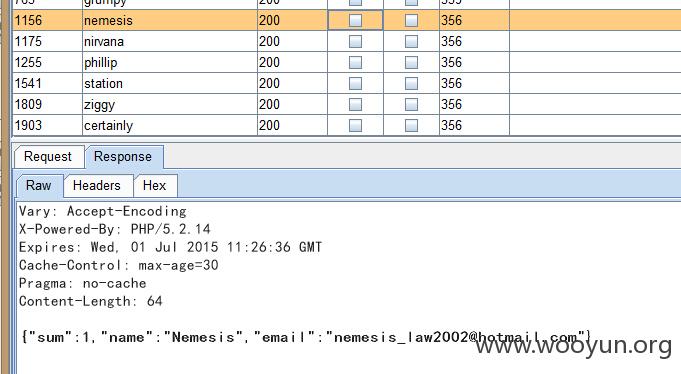 765 grumpy 200 355
1156 nemesis 200 356
1175 nirvana 200 356
1255 phillip 200 356
1541 station 200 356
1809 ziggy 200 356
1903 certainly 200 356
Request Response
Raw Headers Hex
Vary: Accept-Encoding
X-Powered-By: PHP/5.2.14
Expires: Wed, 01 Jul 2015 11:26:36 GMT
Cache-Control: max-age=30
Pragma: no-cache
Content-Length: 64
{"sum":1,"name":"Nemesis","email":"nemesis_law2002@hotmail.com"}
www.wooyun.org